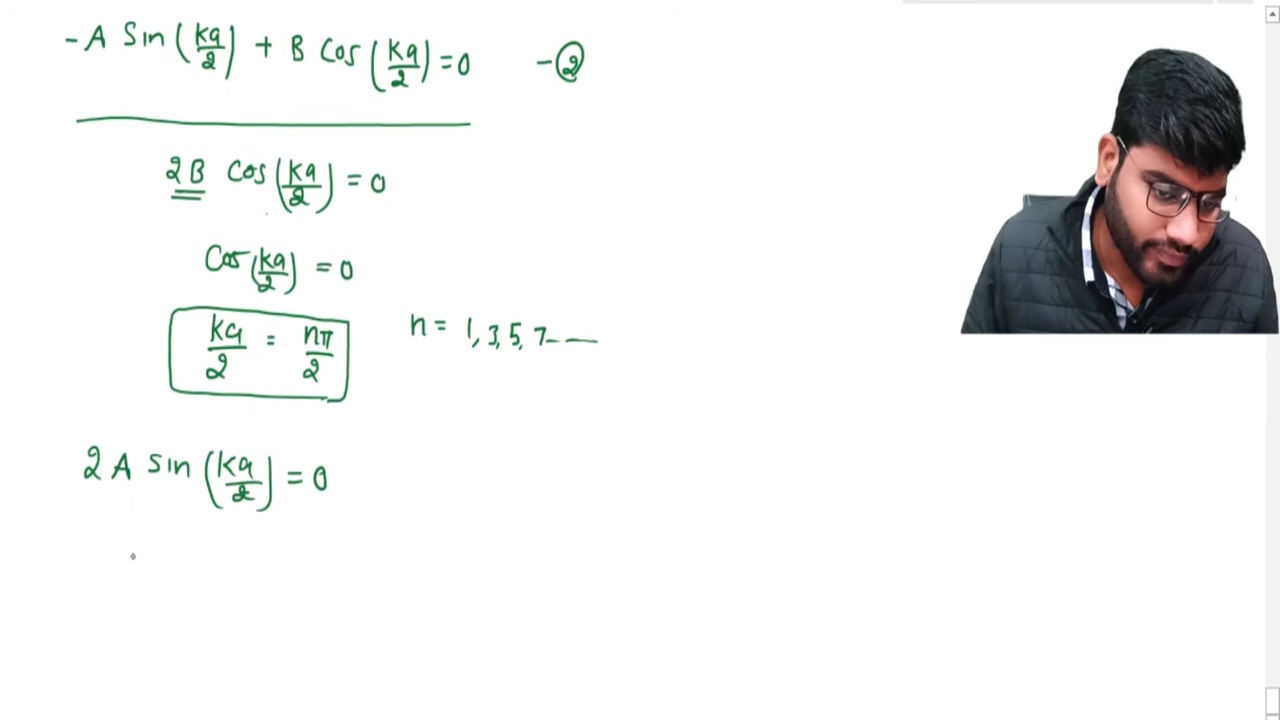 -A Sin (ka/2) + B Cos (ka/2) = 0 -②
2B Cos (ka/2) = 0
Cos (ka/2) = 0
ka/2 = nπ/2 n = 1, 3, 5, 7 - —
2 A sin (ka/2) = 0